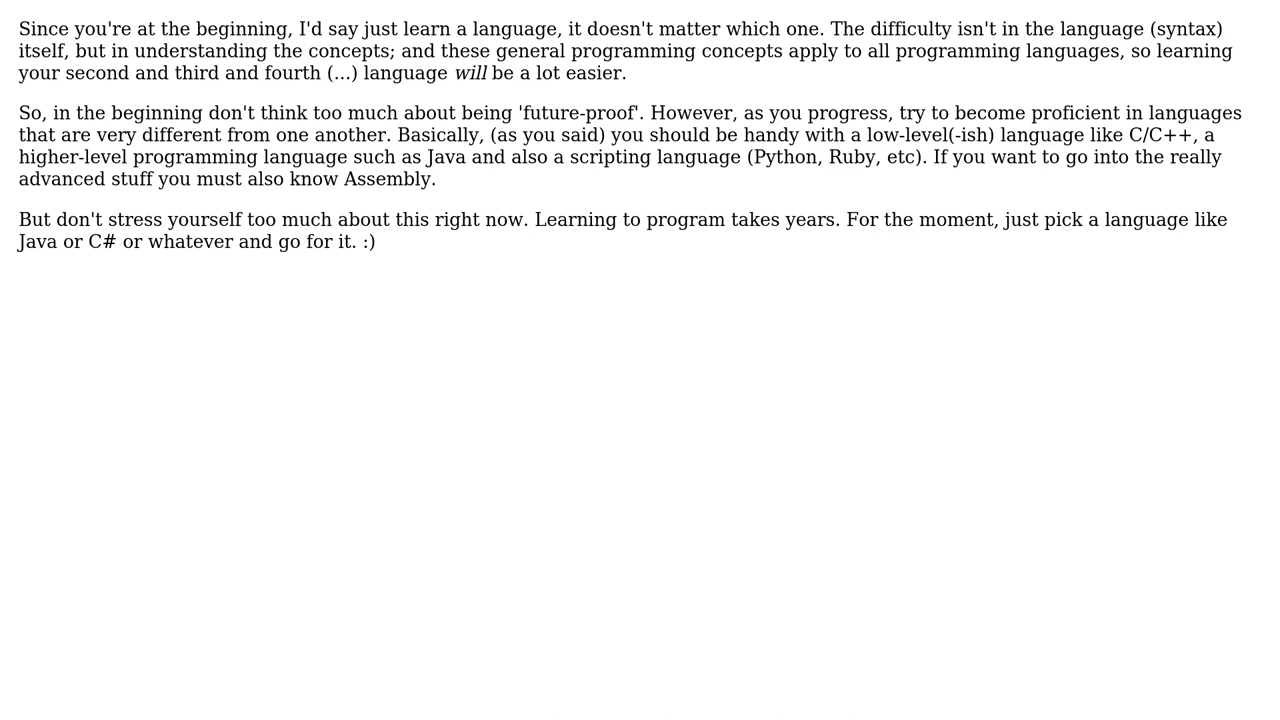 Since you're at the beginning, I'd say just learn a language, it doesn't matter which one. The difficulty isn't in the language (syntax)
itself, but in understanding the concepts; and these general programming concepts apply to all programming languages, so learning
your second and third and fourth (...) language will be a lot easier.
So, in the beginning don't think too much about being 'future-proof'. However, as you progress, try to become proficient in languages
that are very different from one another. Basically, (as you said) you should be handy with a low-level(-ish) language like C/C++, a
higher-level programming language such as Java and also a scripting language (Python, Ruby, etc). If you want to go into the really
advanced stuff you must also know Assembly.
But don't stress yourself too much about this right now. Learning to program takes years. For the moment, just pick a language like
Java or C# or whatever and go for it. :)